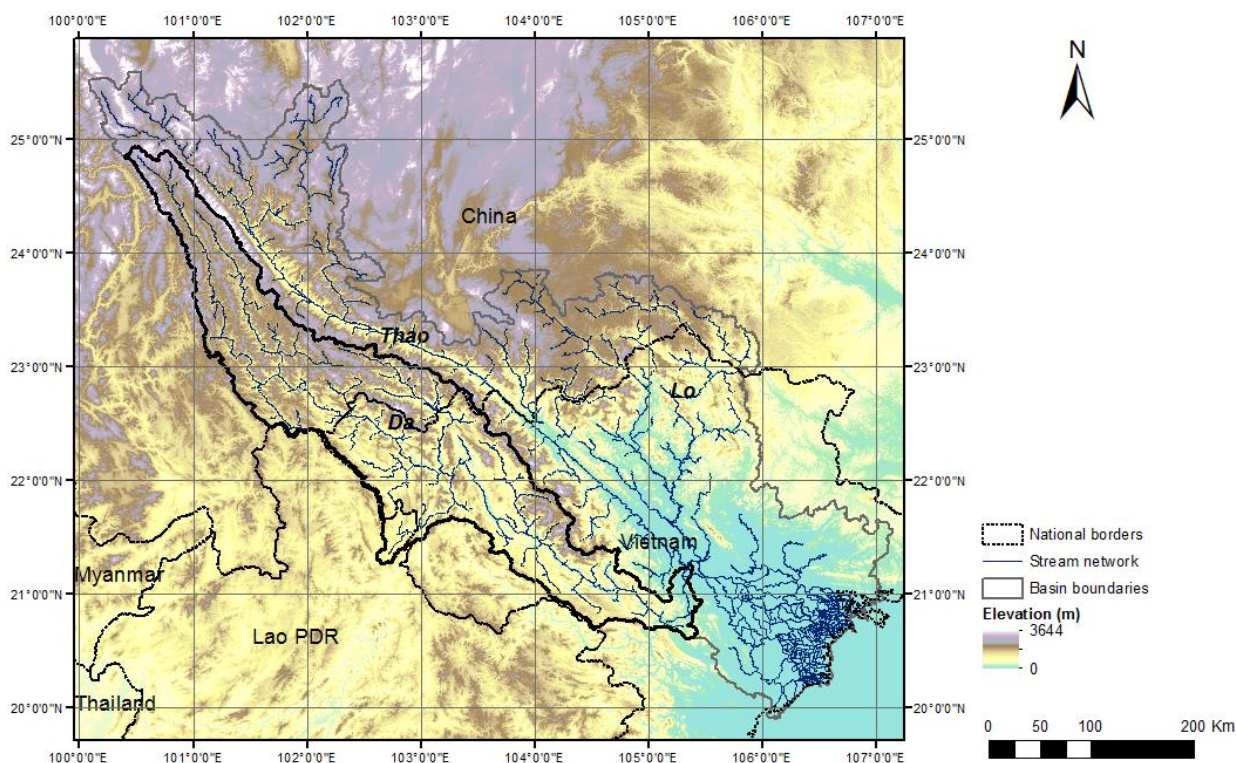 100°0'0"E 101°0'0"E 102°0'0"E 103°0'0"E 104°0'0"E 105°0'0"E 106°0'0"E 107°0'0"E
N
25°0'0"N 25°0'0"N
China
24°0'0"N 24°0'0"N
Thao
23°0'0"N 23°0'0"N
Lo
Da
22°0'0"N 22°0'0"N
Vietnam
Myanmar
21°0'0"N 21°0'0"N
Lao PDR
Thailand
20°0'0"N 20°0'0"N
100°0'0"E 101°0'0"E 102°0'0"E 103°0'0"E 104°0'0"E 105°0'0"E 106°0'0"E 107°0'0"E
National borders
Stream network
Basin boundaries
Elevation (m)
3644
0
0 50 100 200 Km